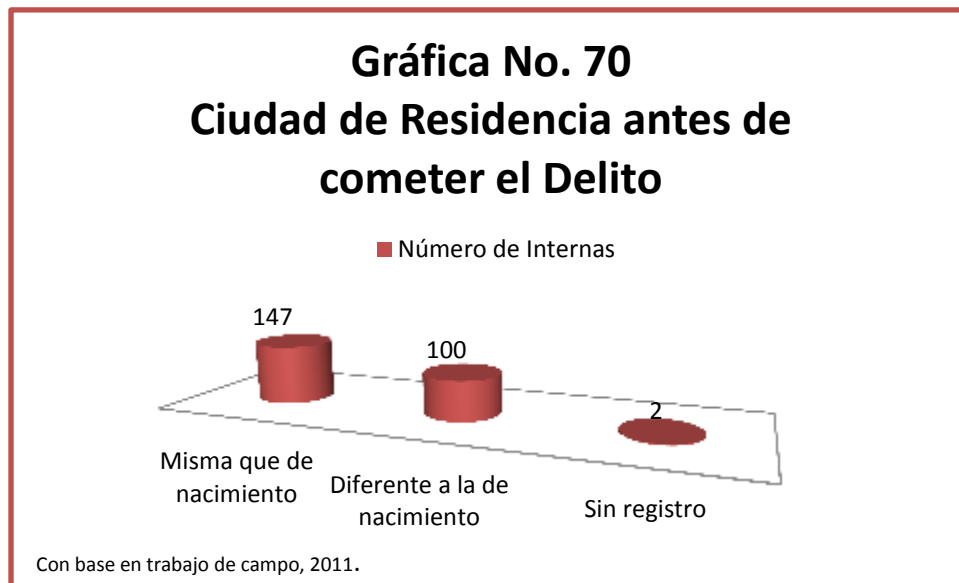 Gráfica No. 70
Ciudad de Residencia antes de
cometer el Delito
Número de Internas
147
100
2
Misma que de
nacimiento
Diferente a la de
nacimiento
Sin registro
Con base en trabajo de campo, 2011.